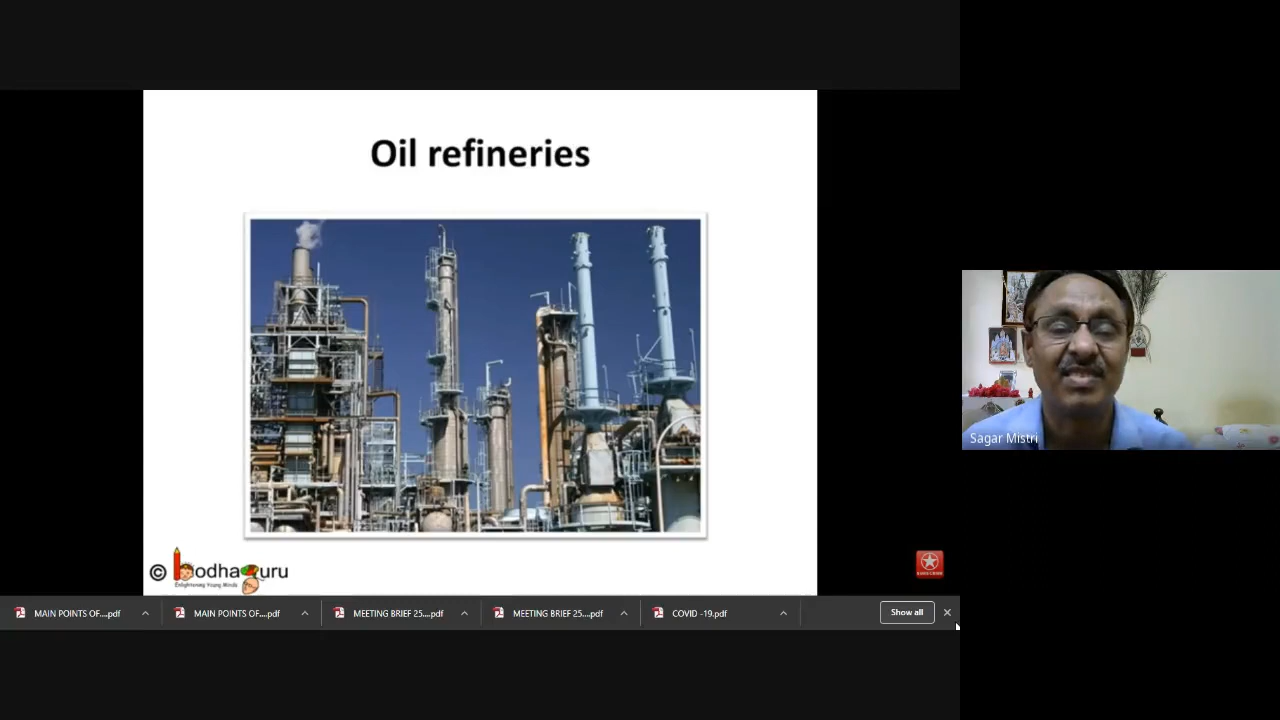 Oil refineries
© bodhaguru
Enlightening Young Minds
Sagar Mistri
MAIN POINTS OF....pdf
MAIN POINTS OF....pdf
MEETING BRIEF 25....pdf
MEETING BRIEF 25....pdf
COVID -19.pdf
Show all